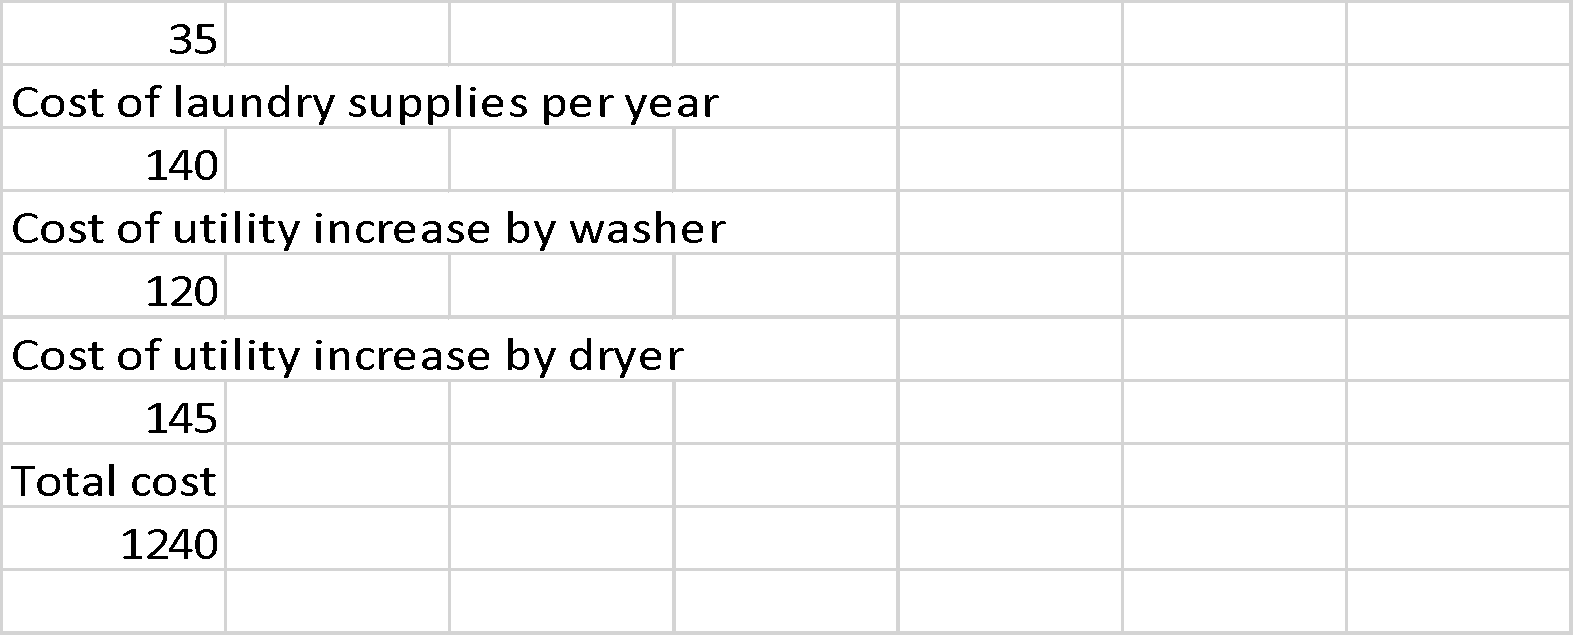 35
Cost of laundry supplies per year
140
Cost of utility increase by washer
120
Cost of utility increase by dryer
145
Total cost
1240